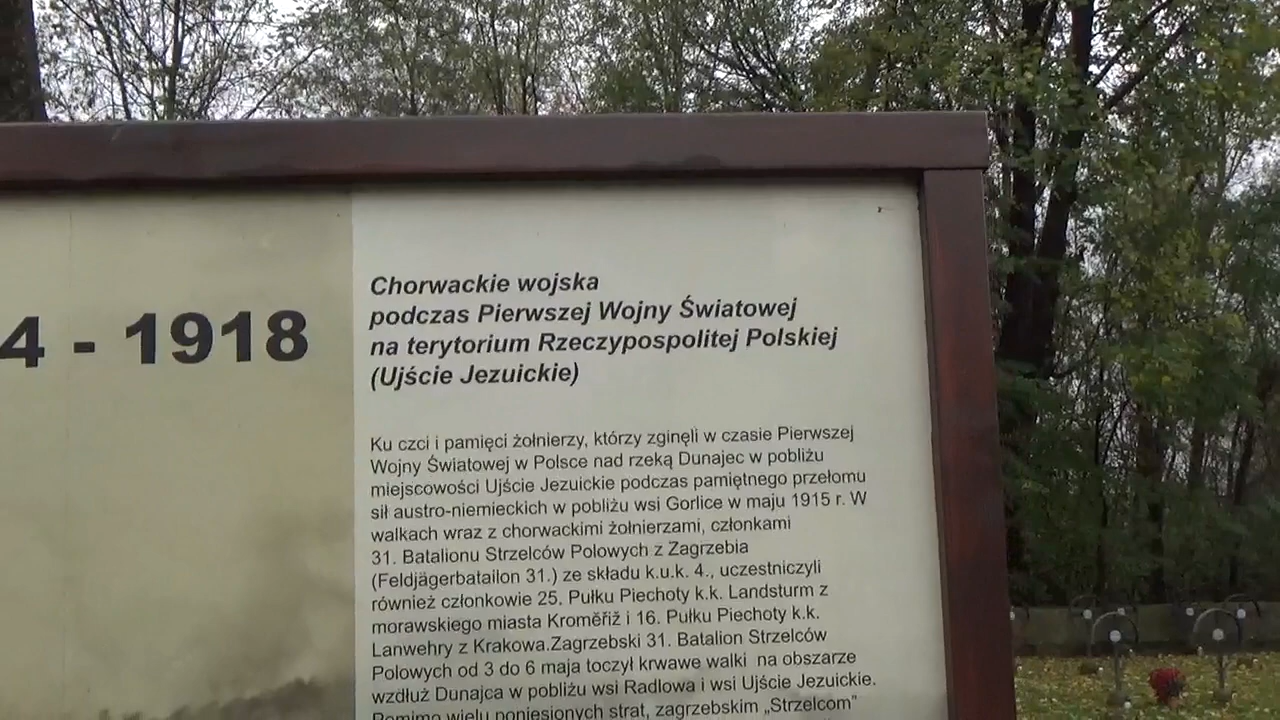 4 - 1918
Chorwackie wojska
podczas Pierwszej Wojny Światowej
na terytorium Rzeczypospolitej Polskiej
(Ujście Jezuickie)
Ku czci i pamięci żołnierzy, którzy zginęli w czasie Pierwszej
Wojny Światowej w Polsce nad rzeką Dunajec w pobliżu
miejscowości Ujście Jezuickie podczas pamiętnego przełomu
sił austro-niemieckich w pobliżu wsi Gorlice w maju 1915 r. W
walkach wraz z chorwackimi żołnierzami, członkami
31. Batalionu Strzelców Polowych z Zagrzebia
(Feldjägerbatailon 31.) ze składu k.u.k. 4., uczestniczyli
również członkowie 25. Pułku Piechoty k.k. Landsturm z
morawskiego miasta Kroměřiž i 16. Pułku Piechoty k.k.
Lanwehry z Krakowa.Zagrzebski 31. Batalion Strzelców
Polowych od 3 do 6 maja toczył krwawe walki na obszarze
wzdłuż Dunajca w pobliżu wsi Radlowa i wsi Ujście Jezuickie.
Pomimo wielu poniesionych strat, zagrzebskim „Strzelcom”